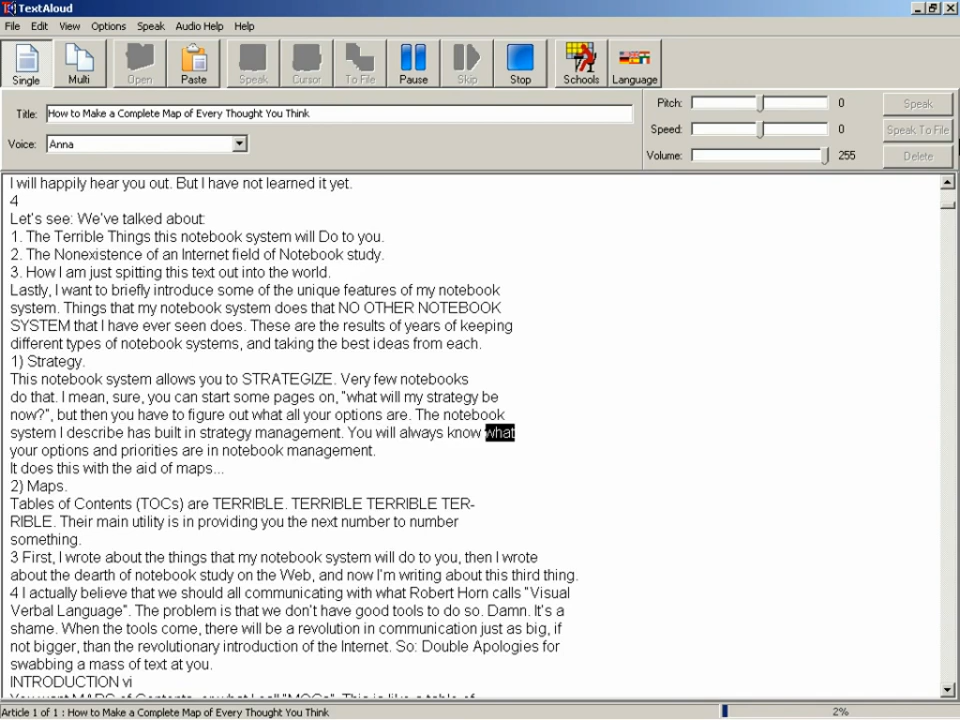 TextAloud
File Edit View Options Speak Audio Help Help
Single Multi Open Paste Speak Cursor To File Pause Skip Stop Schools Language
Title: How to Make a Complete Map of Every Thought You Think
Voice: Anna
Pitch: 0 Speak
Speed: 0 Speak To File
Volume: 255 Delete
I will happily hear you out. But I have not learned it yet.
4
Let's see: We've talked about:
1. The Terrible Things this notebook system will Do to you.
2. The Nonexistence of an Internet field of Notebook study.
3. How I am just spitting this text out into the world.
Lastly, I want to briefly introduce some of the unique features of my notebook
system. Things that my notebook system does that NO OTHER NOTEBOOK
SYSTEM that I have ever seen does. These are the results of years of keeping
different types of notebook systems, and taking the best ideas from each.
1) Strategy.
This notebook system allows you to STRATEGIZE. Very few notebooks
do that. I mean, sure, you can start some pages on, "what will my strategy be
now?", but then you have to figure out what all your options are. The notebook
system I describe has built in strategy management. You will always know what
your options and priorities are in notebook management.
It does this with the aid of maps...
2) Maps.
Tables of Contents (TOCs) are TERRIBLE. TERRIBLE TERRIBLE TER-
RIBLE. Their main utility is in providing you the next number to number
something.
3 First, I wrote about the things that my notebook system will do to you, then I wrote
about the dearth of notebook study on the Web, and now I'm writing about this third thing.
4 I actually believe that we should all communicating with what Robert Horn calls "Visual
Verbal Language". The problem is that we don't have good tools to do so. Damn. It's a
shame. When the tools come, there will be a revolution in communication just as big, if
not bigger, than the revolutionary introduction of the Internet. So: Double Apologies for
swabbing a mass of text at you.
INTRODUCTION vi
You want MAPS of Contents, or what I call "MOCs". This is like a table of
Article 1 of 1 : How to Make a Complete Map of Every Thought You Think 2%